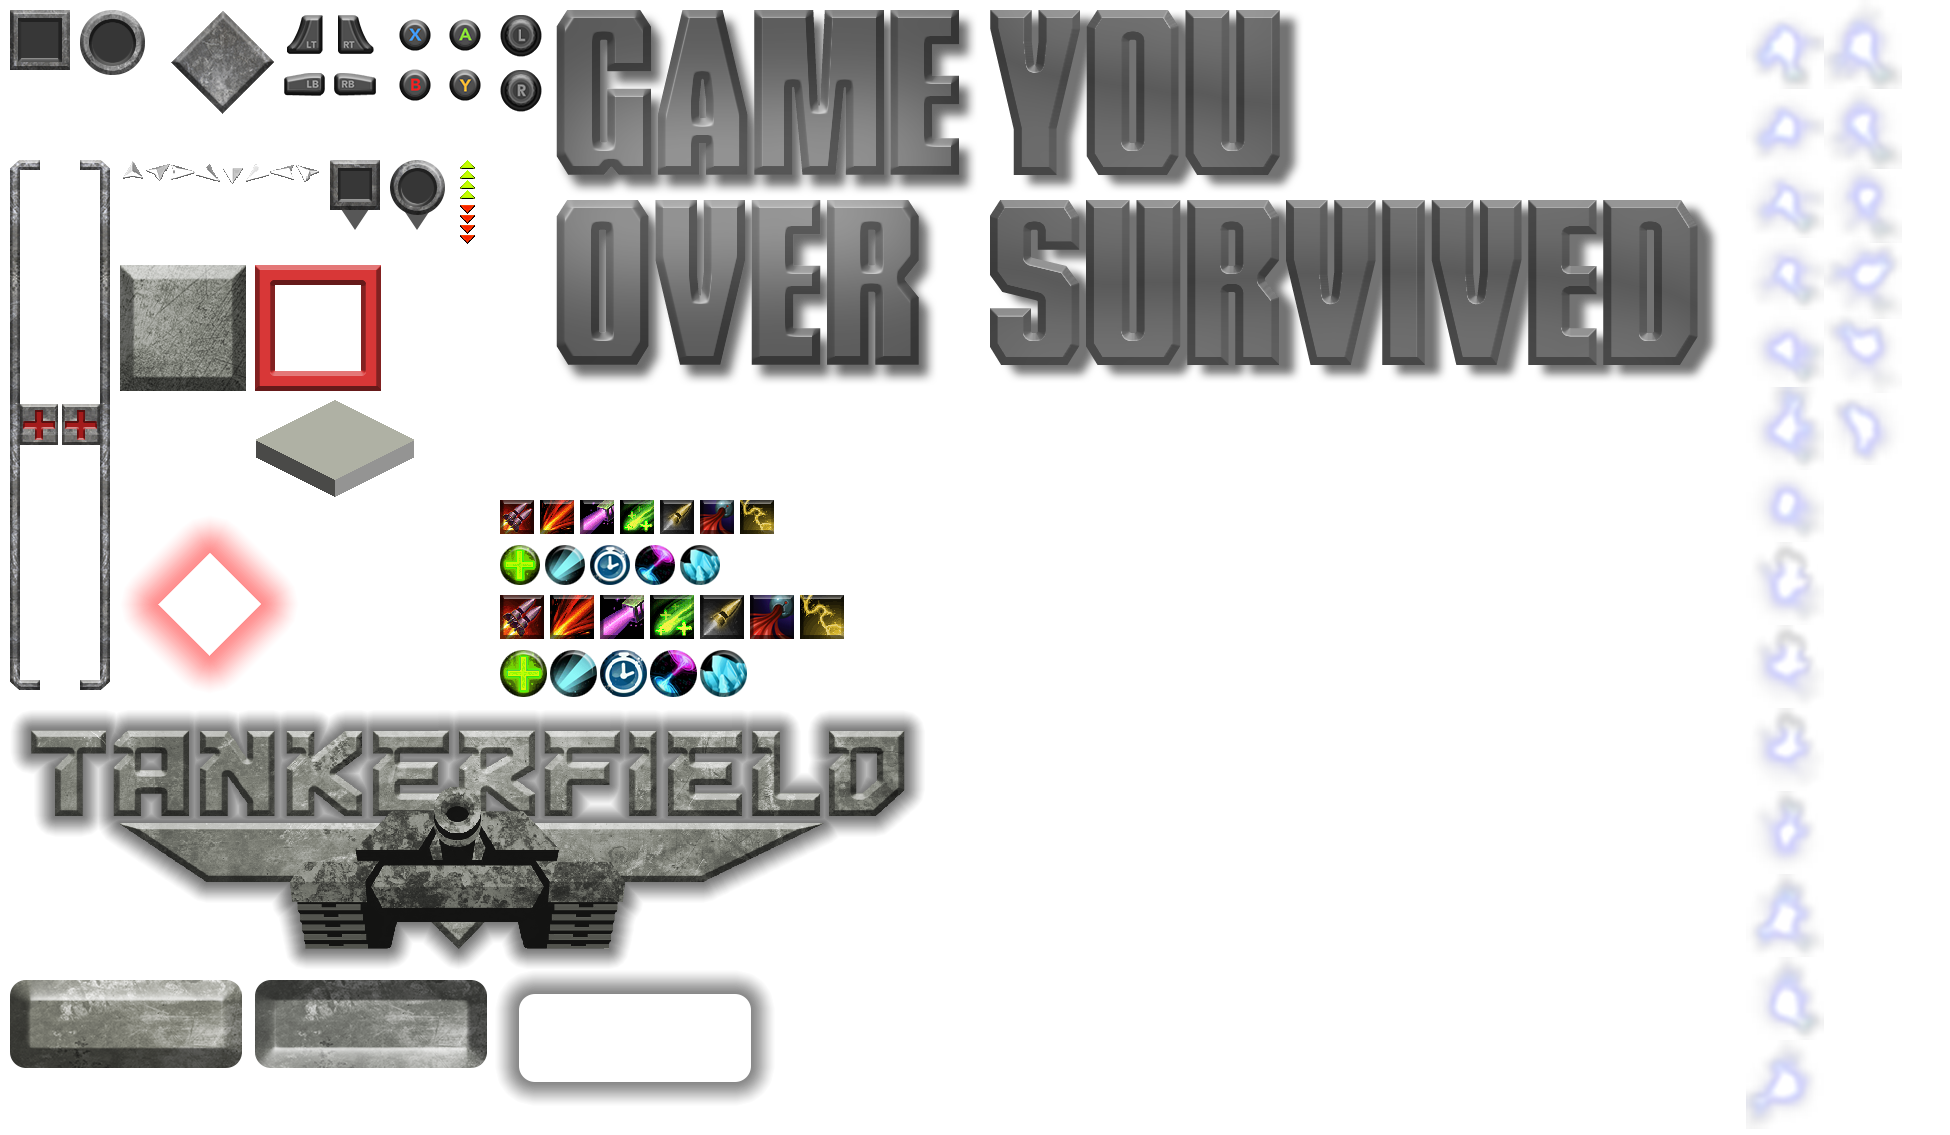 LT RT
X A L
LB RB
B Y R
GAME
OVER
YOU
SURVIVED
TANKERFIELD